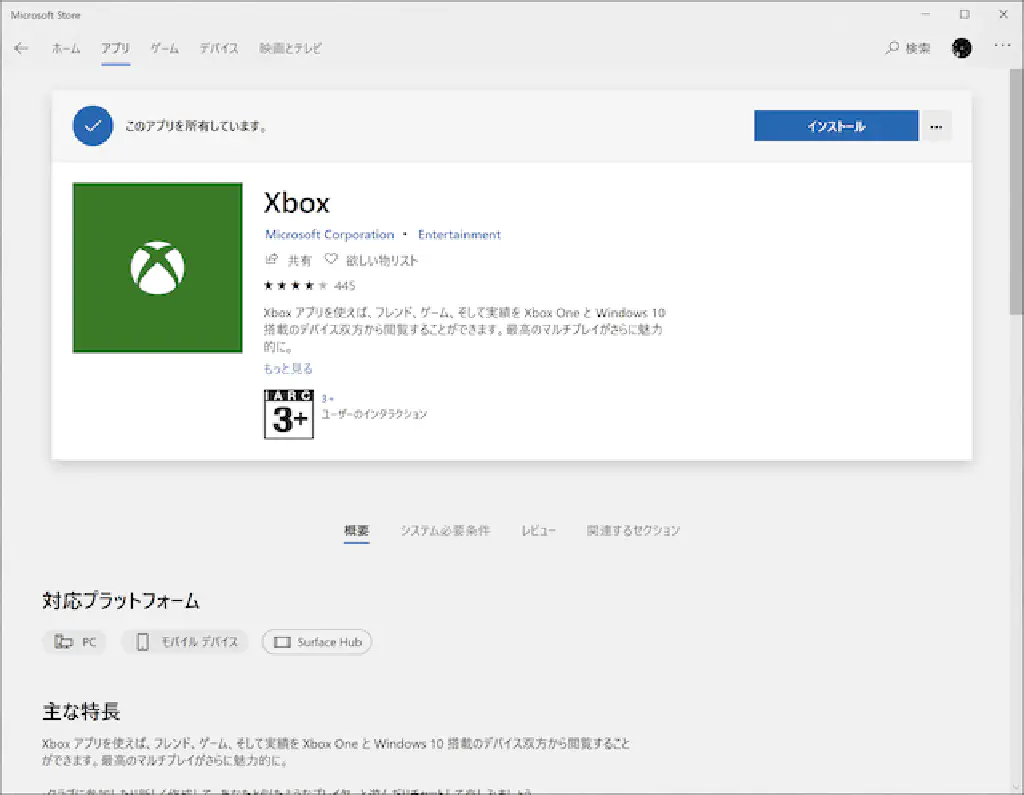 Microsoft Store
ホーム アプリ ゲーム デバイス 映画とテレビ 検索
このアプリを所有しています。 インストール
Xbox
Microsoft Corporation • Entertainment
共有 欲しい物リスト
445
Xbox アプリを使えば、フレンド、ゲーム、そして実績を Xbox One と Windows 10
搭載のデバイス双方から閲覧することができます。最高のマルチプレイがさらに魅力
的に。
もっと見る
IARC
3+
3+
ユーザーのインタラクション
概要 システム必要条件 レビュー 関連するセクション
対応プラットフォーム
PC モバイル デバイス Surface Hub
主な特長
Xbox アプリを使えば、フレンド、ゲーム、そして実績を Xbox One と Windows 10 搭載のデバイス双方から閲覧すること
ができます。最高のマルチプレイがさらに魅力的に。